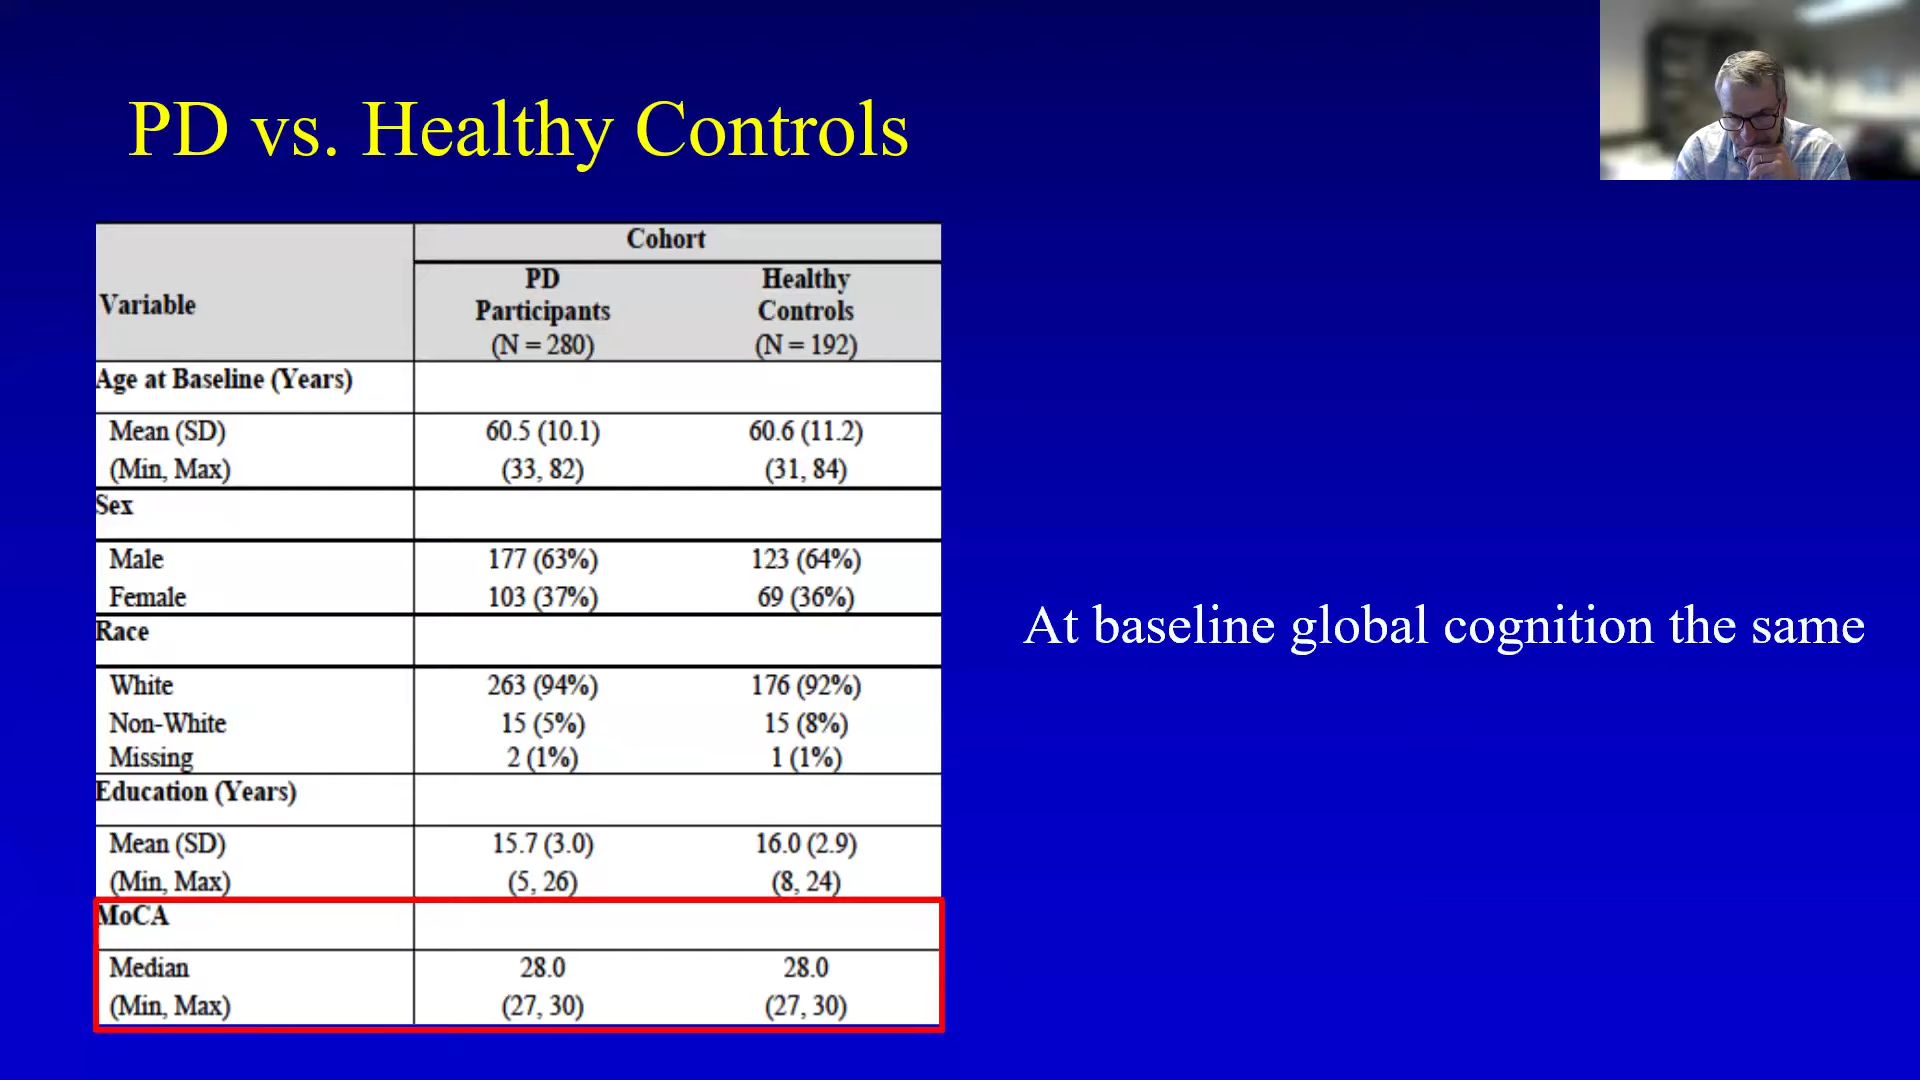 PD vs. Healthy Controls
Cohort
Variable
PD Participants (N = 280)
Healthy Controls (N = 192)
Age at Baseline (Years)
Mean (SD) 60.5 (10.1) 60.6 (11.2)
(Min, Max) (33, 82) (31, 84)
Sex
Male 177 (63%) 123 (64%)
Female 103 (37%) 69 (36%)
Race
White 263 (94%) 176 (92%)
Non-White 15 (5%) 15 (8%)
Missing 2 (1%) 1 (1%)
Education (Years)
Mean (SD) 15.7 (3.0) 16.0 (2.9)
(Min, Max) (5, 26) (8, 24)
MoCA
Median 28.0 28.0
(Min, Max) (27, 30) (27, 30)
At baseline global cognition the same